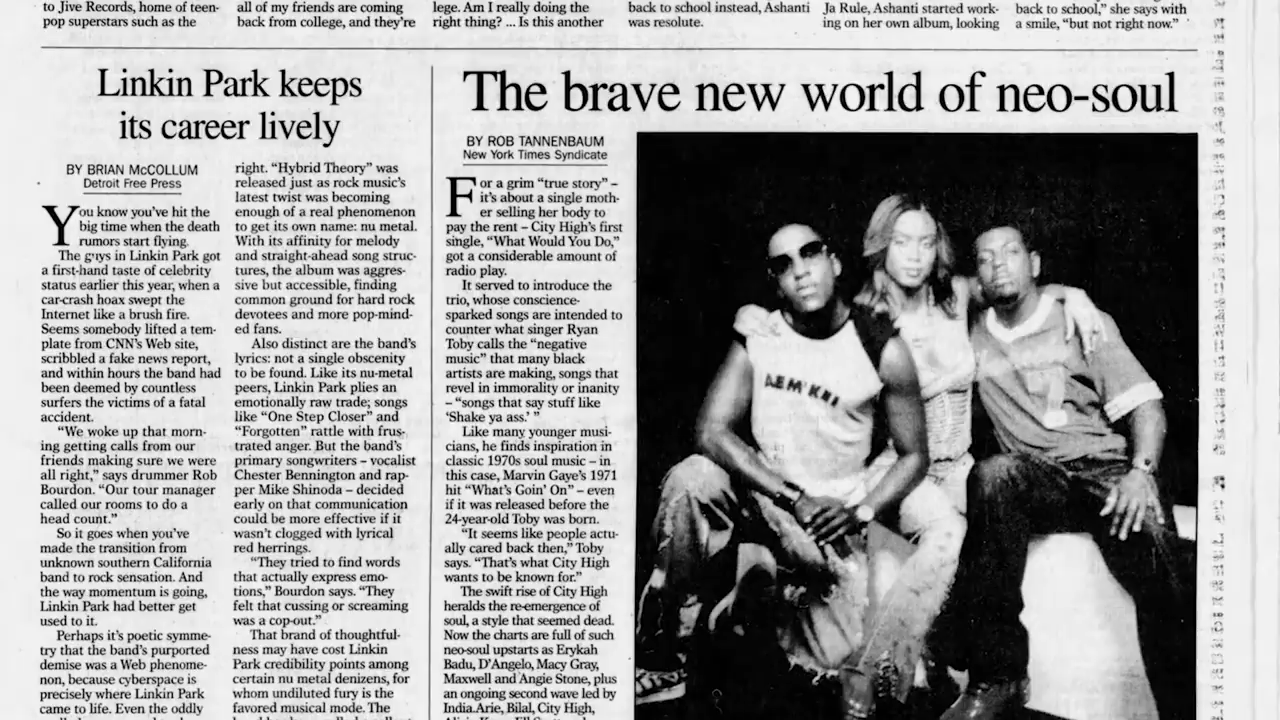 to Jive Records, home of teen-
pop superstars such as the
all of my friends are coming
back from college, and they're
lege. Am I really doing the
right thing? ... Is this another
back to school instead, Ashanti
was resolute.
Ja Rule, Ashanti started work-
ing on her own album, looking
back to school," she says with
a smile, "but not right now."
Linkin Park keeps
its career lively
BY BRIAN McCOLLUM
Detroit Free Press
You know you've hit the
big time when the death
rumors start flying.
The guys in Linkin Park got
a first-hand taste of celebrity
status earlier this year, when a
car-crash hoax swept the
Internet like a brush fire.
Seems somebody lifted a tem-
plate from CNN's Web site,
scribbled a fake news report,
and within hours the band had
been deemed by countless
surfers the victims of a fatal
accident.
"We woke up that morn-
ing getting calls from our
friends making sure we were
all right," says drummer Rob
Bourdon. "Our tour manager
called our rooms to do a
head count."
So it goes when you've
made the transition from
unknown southern California
band to rock sensation. And
the way momentum is going,
Linkin Park had better get
used to it.
Perhaps it's poetic symme-
try that the band's purported
demise was a Web phenome-
non, because cyberspace is
precisely where Linkin Park
came to life. Even the oddly
right. "Hybrid Theory" was
released just as rock music's
latest twist was becoming
enough of a real phenomenon
to get its own name: nu metal.
With its affinity for melody
and straight-ahead song struc-
tures, the album was aggres-
sive but accessible, finding
common ground for hard rock
devotees and more pop-mind-
ed fans.
Also distinct are the band's
lyrics: not a single obscenity
to be found. Like its nu-metal
peers, Linkin Park plies an
emotionally raw trade; songs
like "One Step Closer" and
"Forgotten" rattle with frus-
trated anger. But the band's
primary songwriters – vocalist
Chester Bennington and rap-
per Mike Shinoda – decided
early on that communication
could be more effective if it
wasn't clogged with lyrical
red herrings.
"They tried to find words
that actually express emo-
tions," Bourdon says. "They
felt that cussing or screaming
was a cop-out."
That brand of thoughtful-
ness may have cost Linkin
Park credibility points among
certain nu metal denizens, for
whom undiluted fury is the
favored musical mode. The
The brave new world of neo-soul
BY ROB TANNENBAUM
New York Times Syndicate
For a grim "true story" –
it's about a single moth-
er selling her body to
pay the rent – City High's first
single, "What Would You Do,"
got a considerable amount of
radio play.
It served to introduce the
trio, whose conscience-
sparked songs are intended to
counter what singer Ryan
Toby calls the "negative
music" that many black
artists are making, songs that
revel in immorality or inanity
– "songs that say stuff like
'Shake ya ass.' "
Like many younger musi-
cians, he finds inspiration in
classic 1970s soul music – in
this case, Marvin Gaye's 1971
hit "What's Goin' On" – even
if it was released before the
24-year-old Toby was born.
"It seems like people actu-
ally cared back then," Toby
says. "That's what City High
wants to be known for."
The swift rise of City High
heralds the re-emergence of
soul, a style that seemed dead.
Now the charts are full of such
neo-soul upstarts as Erykah
Badu, D'Angelo, Macy Gray,
Maxwell and Angie Stone, plus
an ongoing second wave led by
India.Arie, Bilal, City High,